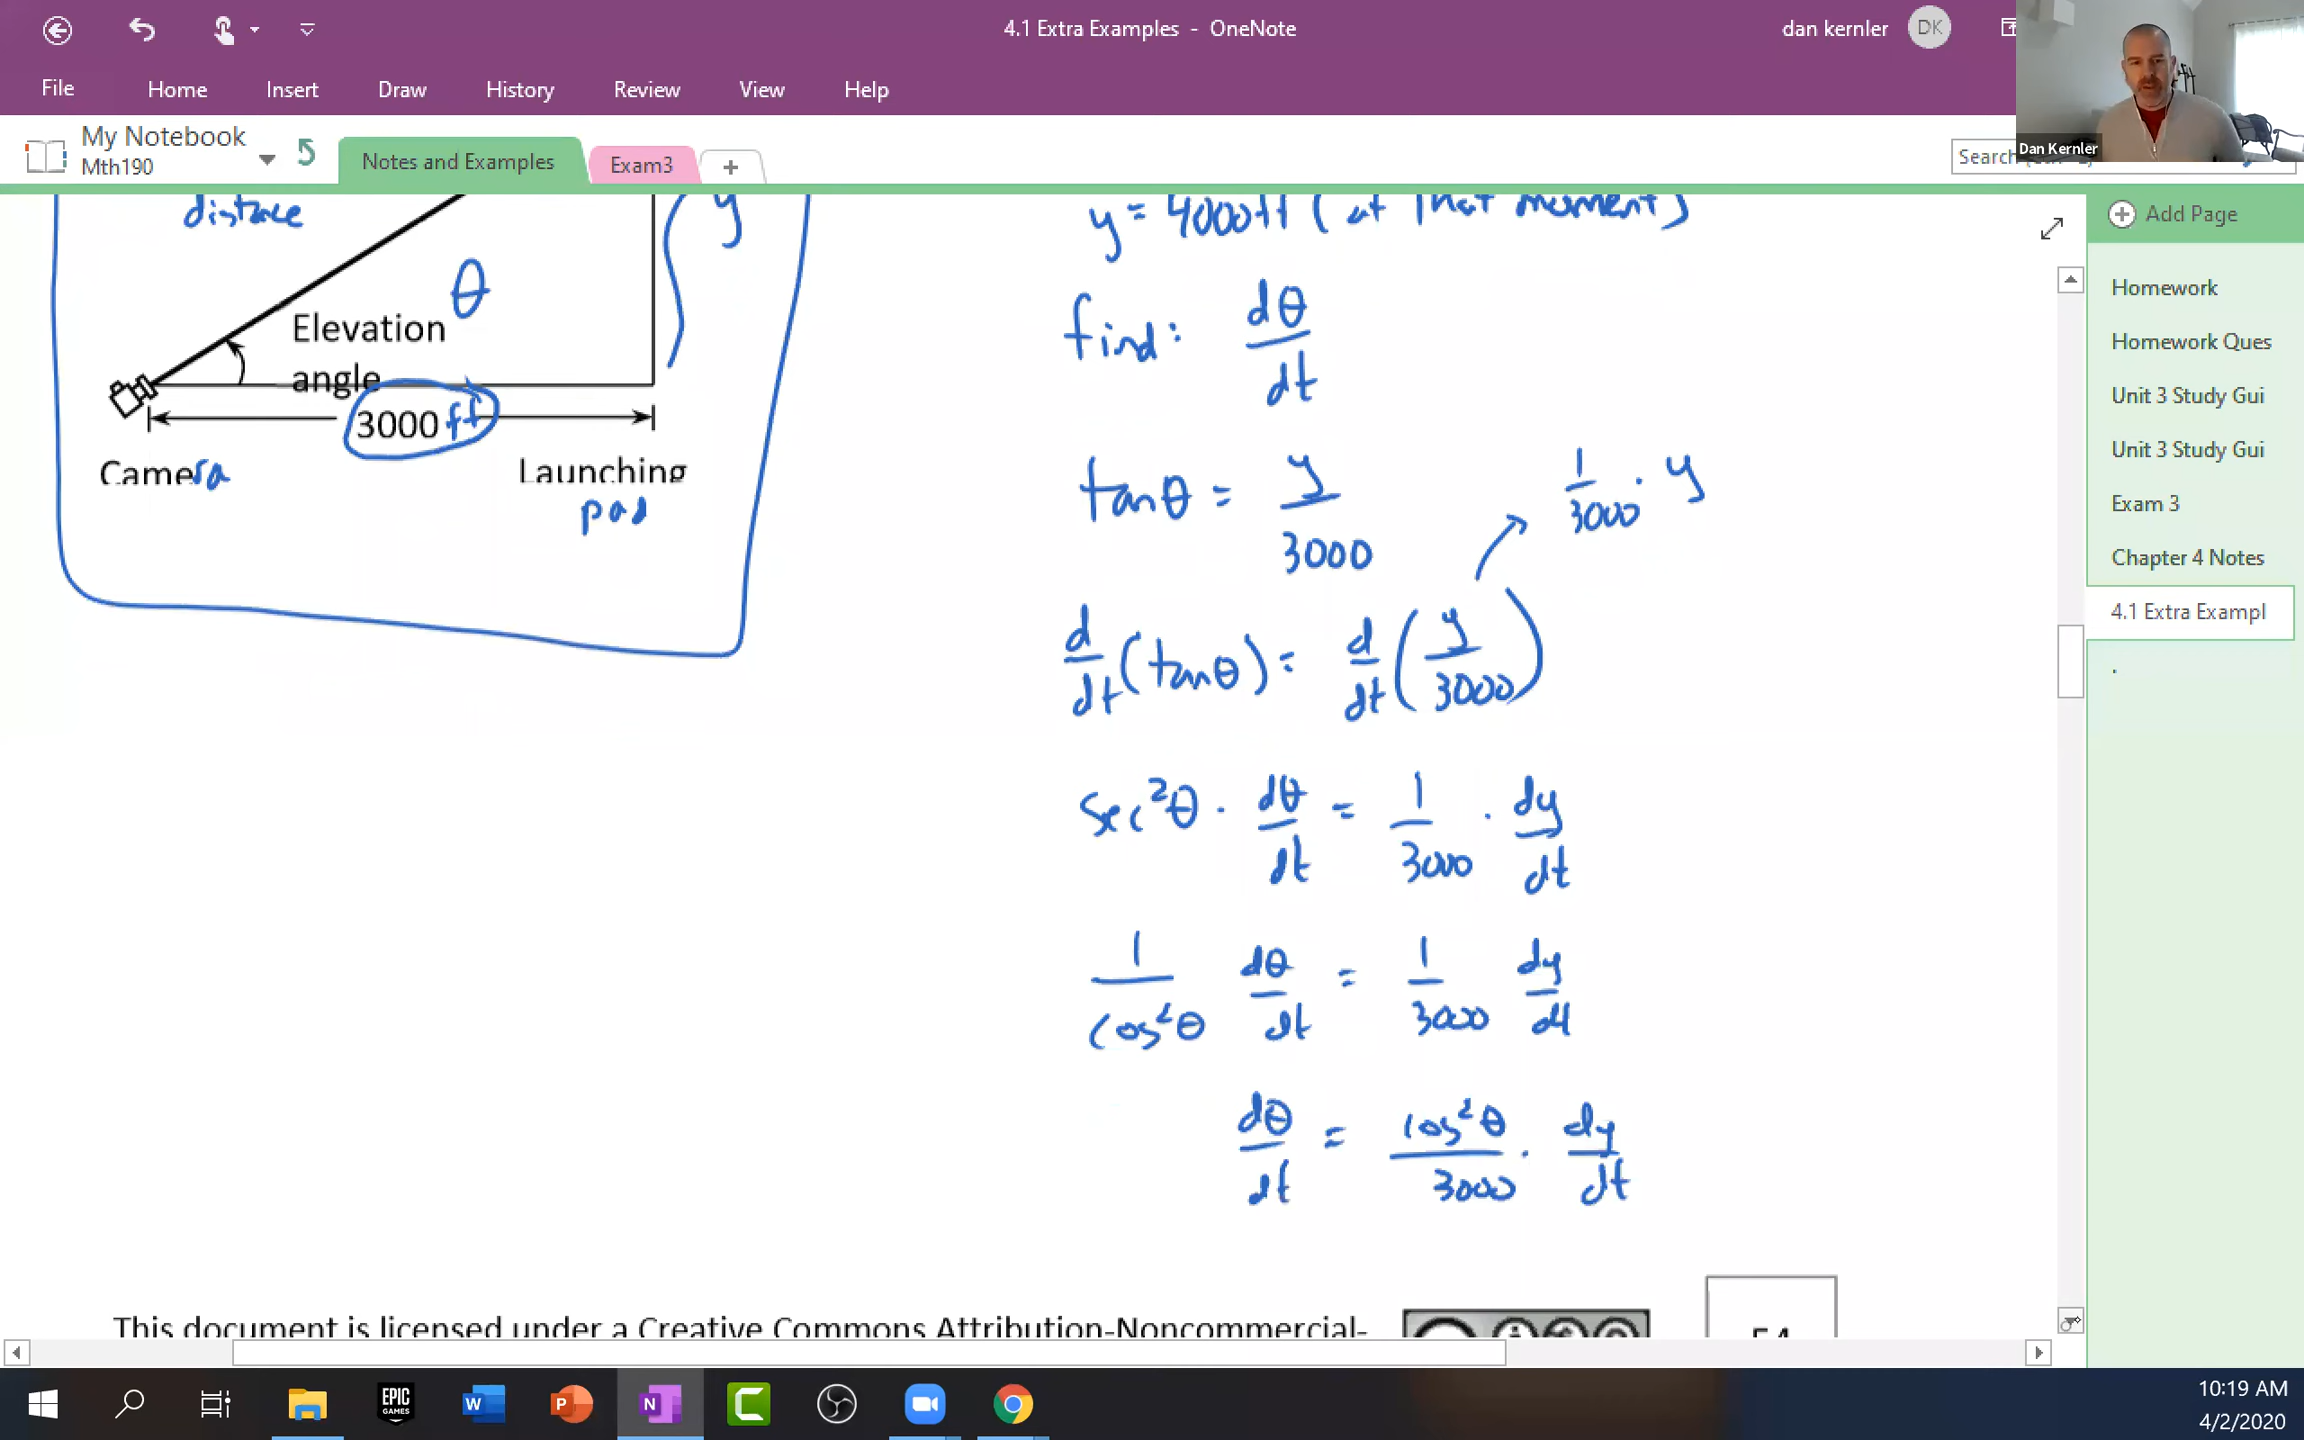 4.1 Extra Examples - OneNote
dan kernler
DK
File
Home
Insert
Draw
History
Review
View
Help
Dan Kernler
My Notebook
Mth190
Notes and Examples
Exam3
+
Search
distance
y
θ
Elevation
angle
3000 ft
Camera
Launching
pad
y = 4000ft (at that moment)
find: dθ/dt
tanθ = y/3000
1/3000 · y
d/dt (tanθ) = d/dt (y/3000)
sec²θ · dθ/dt = 1/3000 · dy/dt
1/cos²θ dθ/dt = 1/3000 dy/dt
dθ/dt = cos²θ/3000 · dy/dt
This document is licensed under a Creative Commons Attribution-Noncommercial-
Add Page
Homework
Homework Ques
Unit 3 Study Gui
Unit 3 Study Gui
Exam 3
Chapter 4 Notes
4.1 Extra Exampl
.
EPIC
GAMES
W
P
N
10:19 AM
4/2/2020